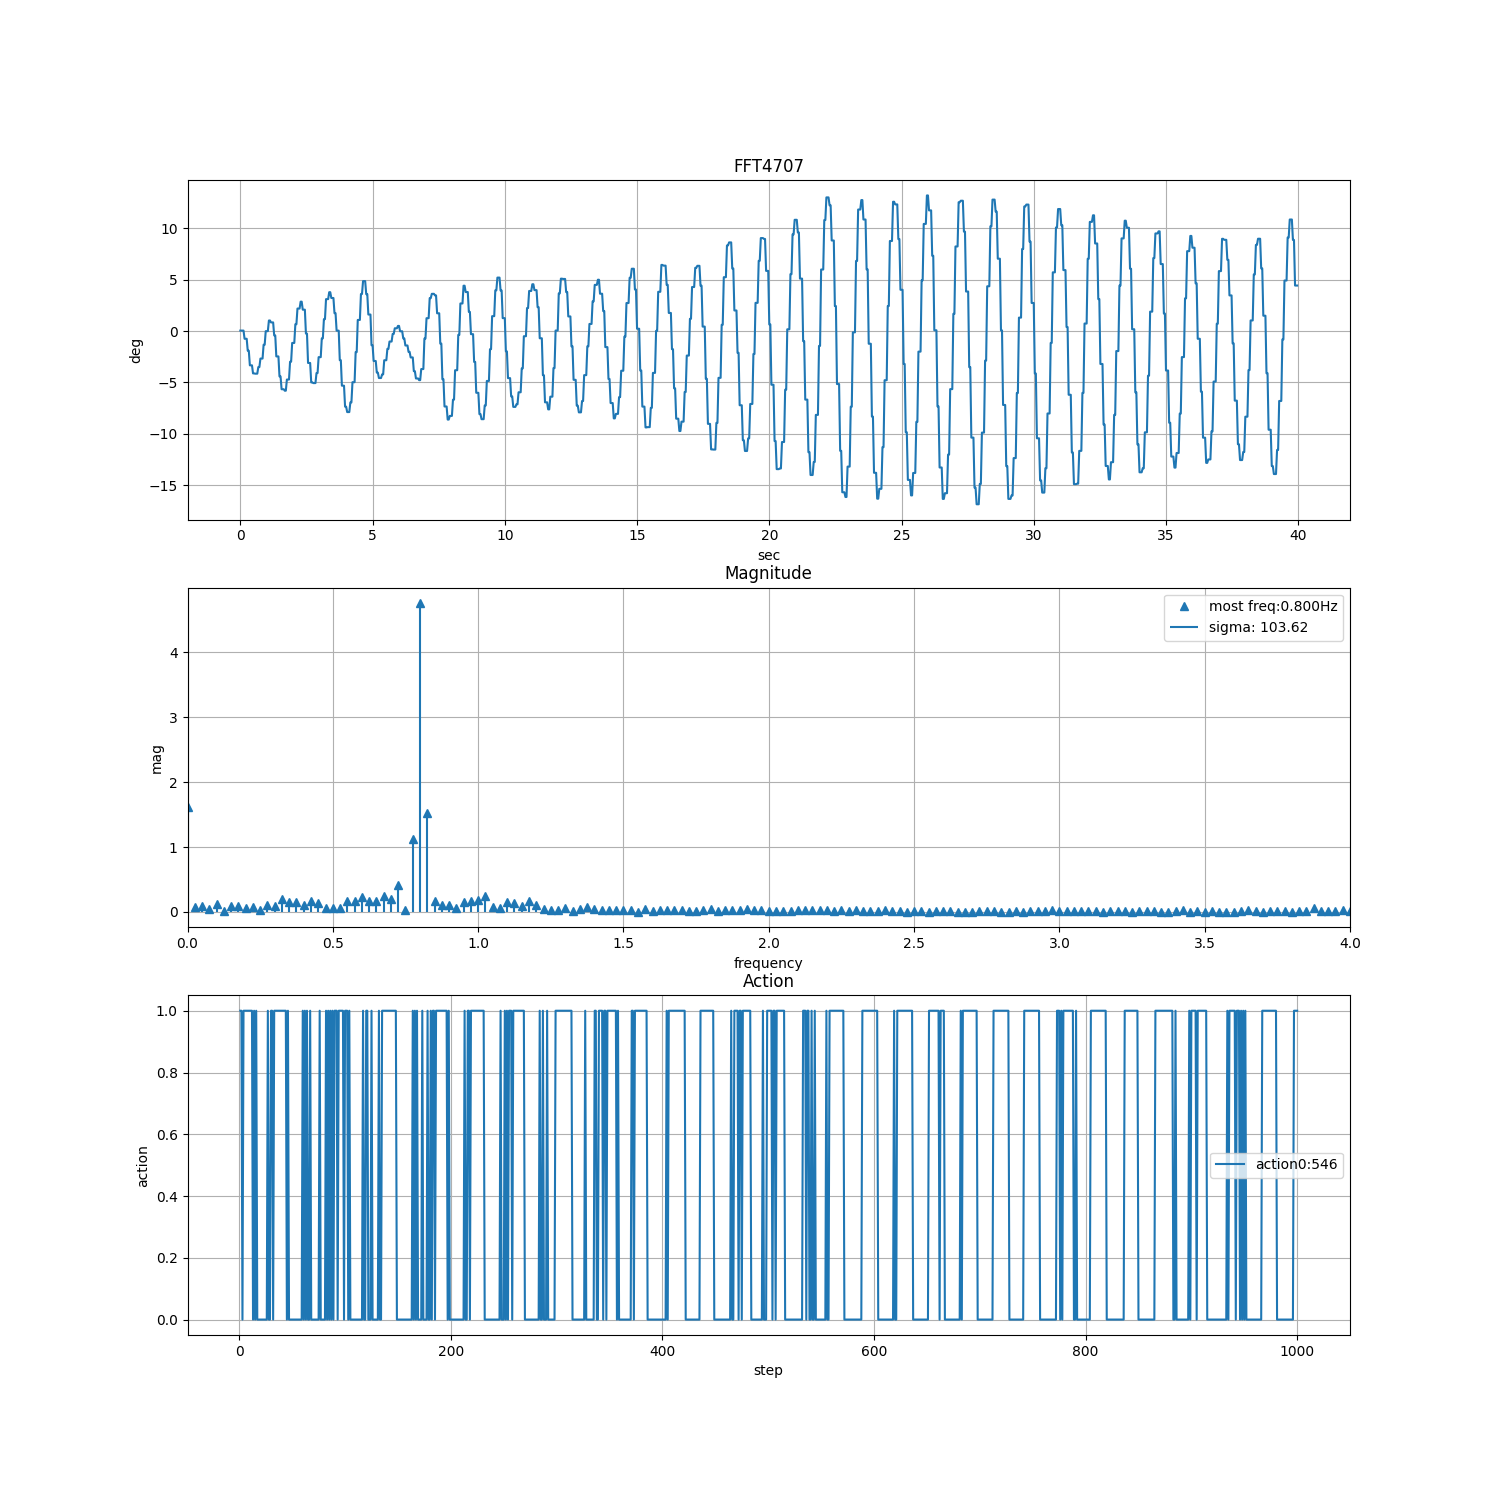 FFT4707
10
5
0
−5
−10
−15
deg
0 5 10 15 20 25 30 35 40
sec
Magnitude
most freq:0.800Hz
sigma: 103.62
4
3
2
1
0
mag
0.0 0.5 1.0 1.5 2.0 2.5 3.0 3.5 4.0
frequency
Action
1.0
0.8
0.6
0.4
0.2
0.0
action
action0:546
0 200 400 600 800 1000
step